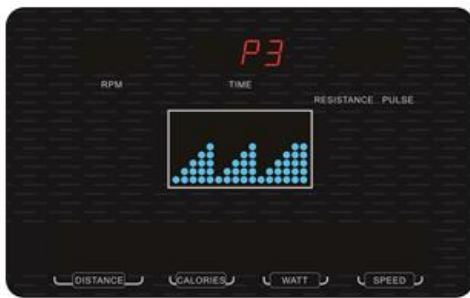 P3
RPM TIME
RESISTANCE PULSE
DISTANCE CALORIES WATT SPEED